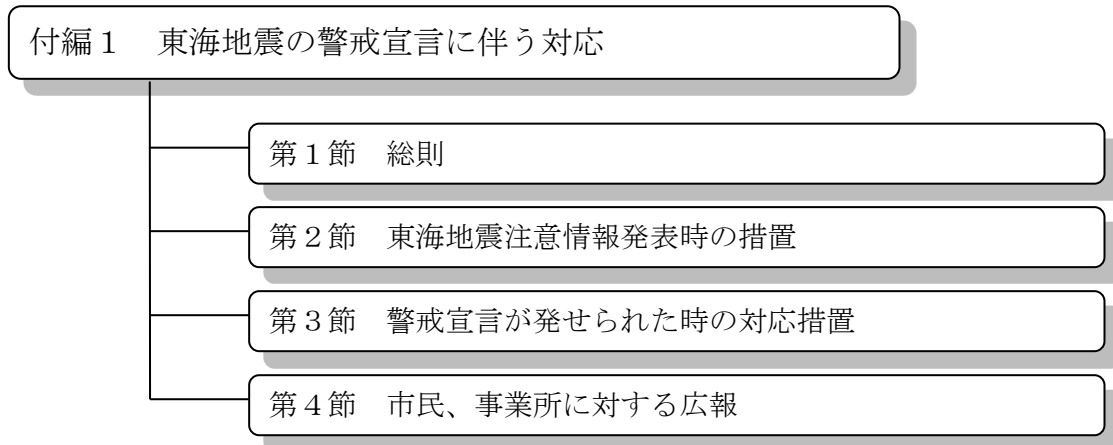 付編１　東海地震の警戒宣言に伴う対応
第１節　総則
第２節　東海地震注意情報発表時の措置
第３節　警戒宣言が発せられた時の対応措置
第４節　市民、事業所に対する広報